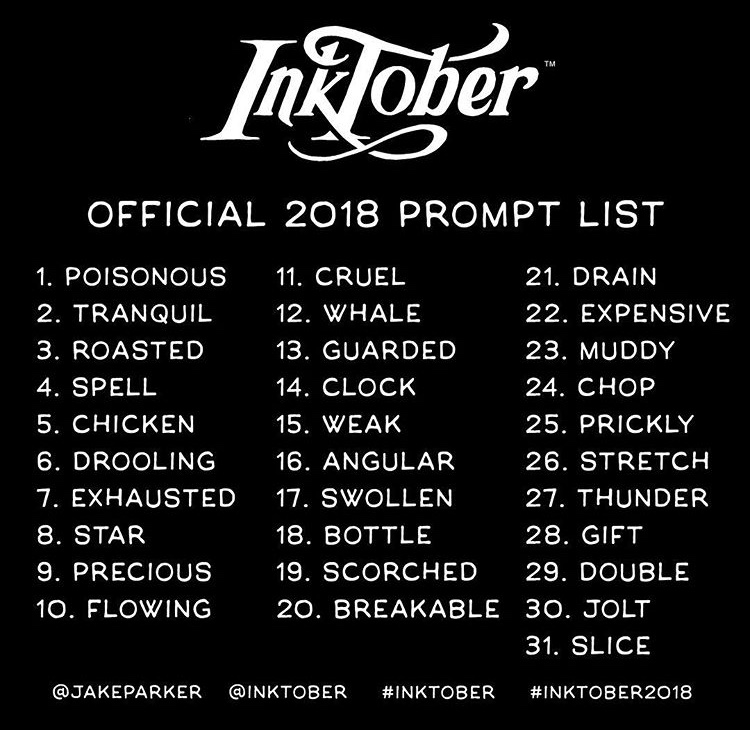 InkTober™
OFFICIAL 2018 PROMPT LIST
1. POISONOUS
2. TRANQUIL
3. ROASTED
4. SPELL
5. CHICKEN
6. DROOLING
7. EXHAUSTED
8. STAR
9. PRECIOUS
10. FLOWING
11. CRUEL
12. WHALE
13. GUARDED
14. CLOCK
15. WEAK
16. ANGULAR
17. SWOLLEN
18. BOTTLE
19. SCORCHED
20. BREAKABLE
21. DRAIN
22. EXPENSIVE
23. MUDDY
24. CHOP
25. PRICKLY
26. STRETCH
27. THUNDER
28. GIFT
29. DOUBLE
30. JOLT
31. SLICE
@JAKEPARKER @INKTOBER #INKTOBER #INKTOBER2018